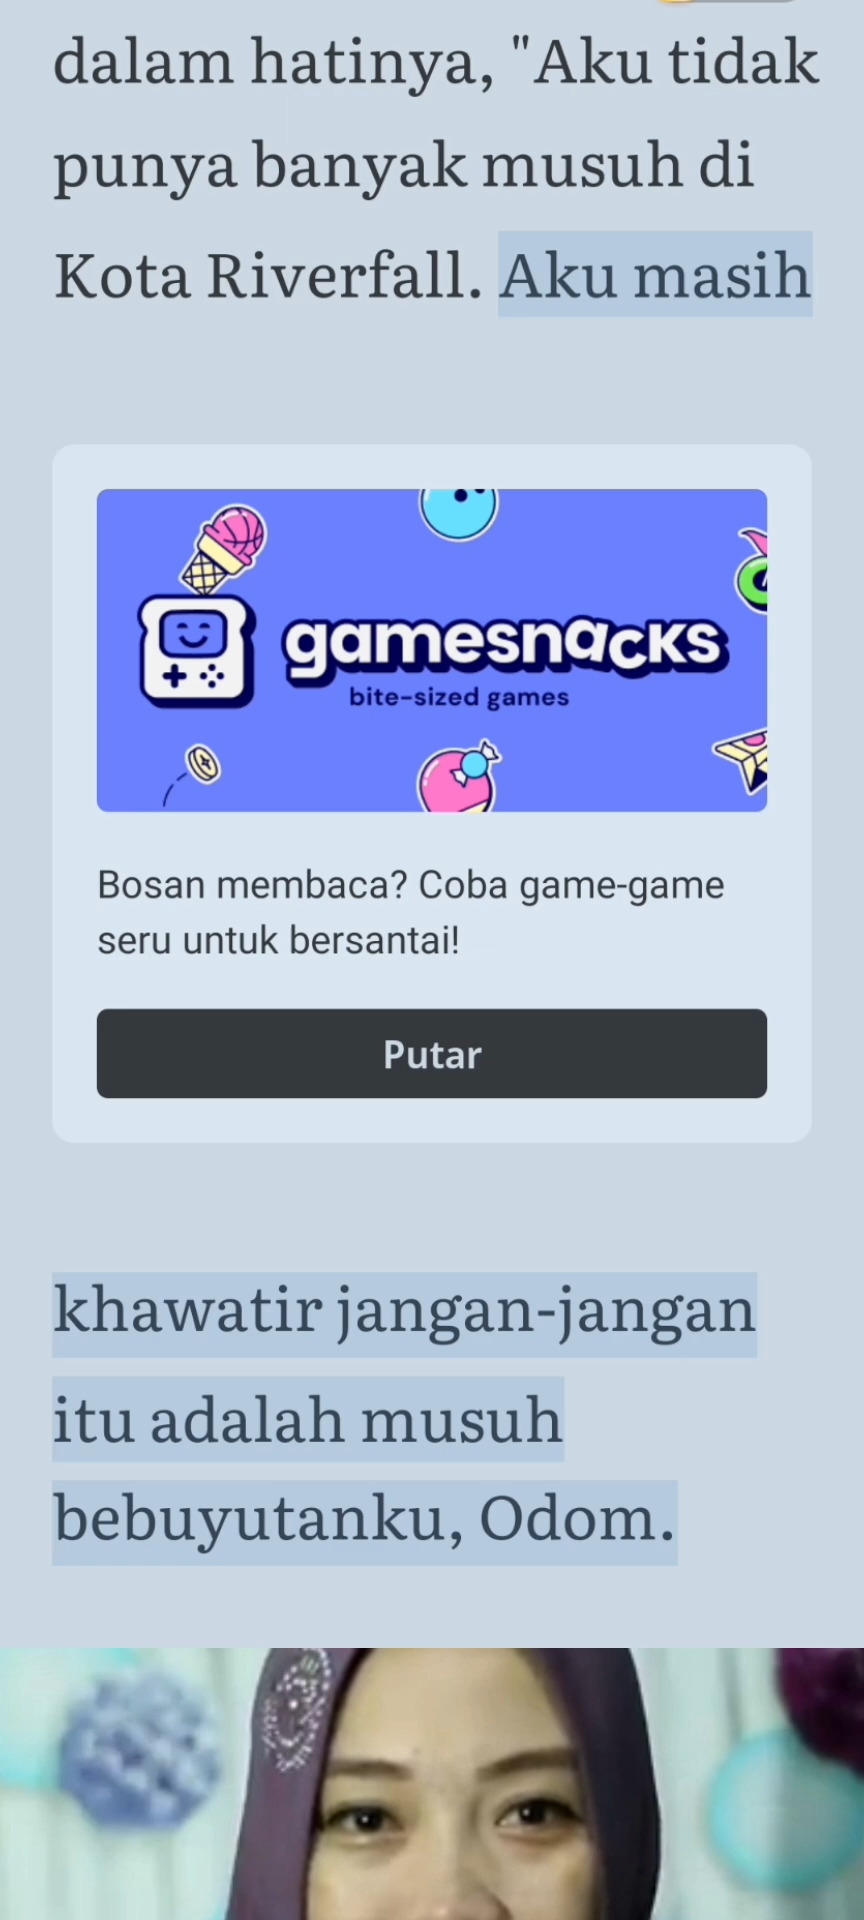 dalam hatinya, "Aku tidak
punya banyak musuh di
Kota Riverfall. Aku masih
gamesnacks
bite-sized games
Bosan membaca? Coba game-game
seru untuk bersantai!
Putar
khawatir jangan-jangan
itu adalah musuh
bebuyutanku, Odom.